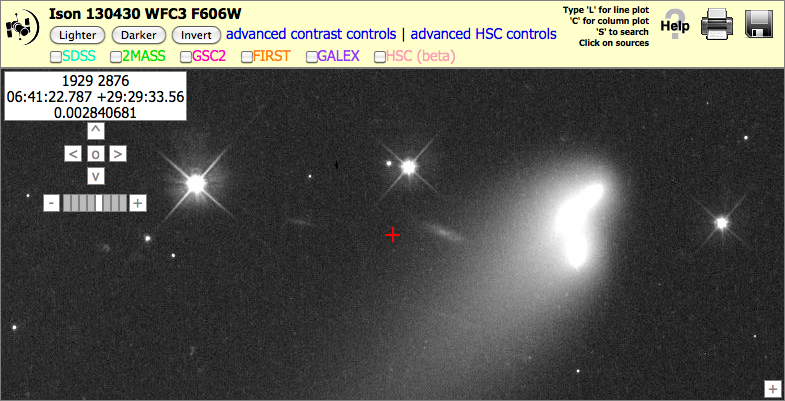 Ison 130430 WFC3 F606W
Lighter Darker Invert advanced contrast controls | advanced HSC controls
SDSS 2MASS GSC2 FIRST GALEX HSC (beta)
Type 'L' for line plot
'C' for column plot
'S' to search
Click on sources
Help
1929 2876
06:41:22.787 +29:29:33.56
0.002840681
^
< o >
v
- +
+